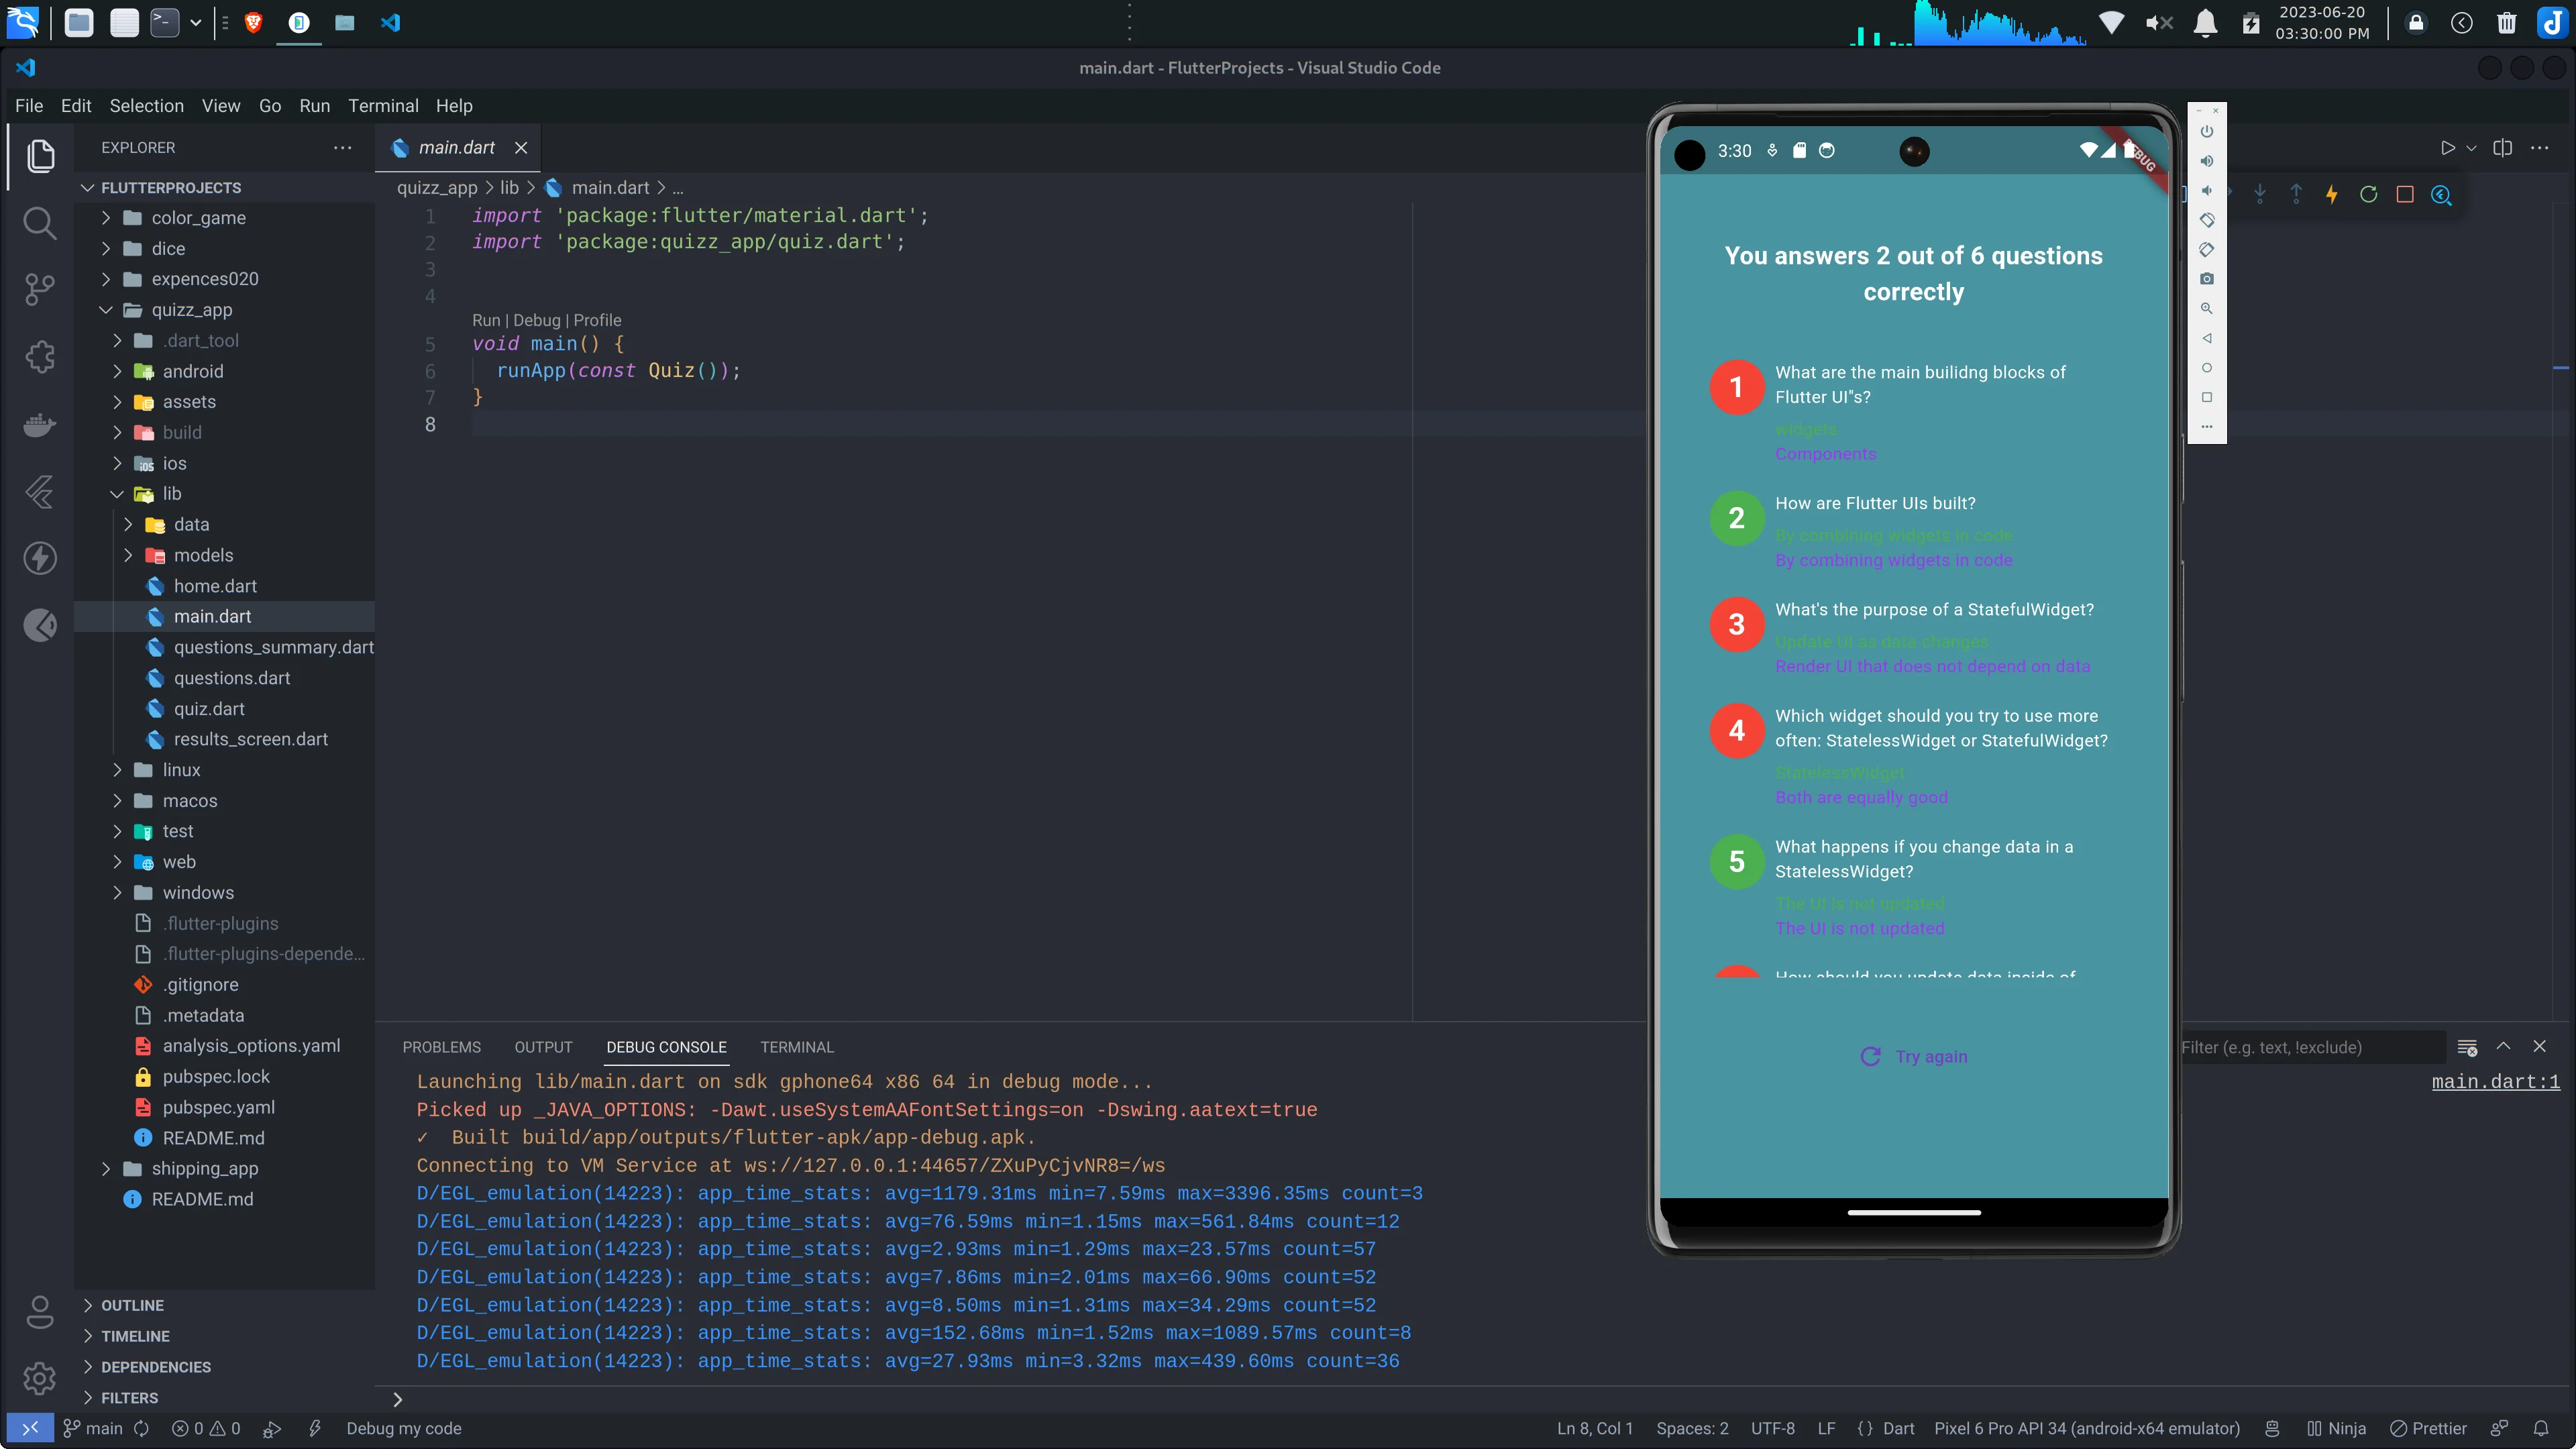 2023-06-20
03:30:00 PM
main.dart - FlutterProjects - Visual Studio Code
File Edit Selection View Go Run Terminal Help
EXPLORER
FLUTTERPROJECTS
color_game
dice
expences020
quizz_app
.dart_tool
android
assets
build
ios
lib
data
models
home.dart
main.dart
questions_summary.dart
questions.dart
quiz.dart
results_screen.dart
linux
macos
test
web
windows
.flutter-plugins
.flutter-plugins-depende...
.gitignore
.metadata
analysis_options.yaml
pubspec.lock
pubspec.yaml
README.md
shipping_app
README.md
OUTLINE
TIMELINE
DEPENDENCIES
FILTERS
main.dart
quizz_app > lib > main.dart > ...
1 import 'package:flutter/material.dart';
2 import 'package:quizz_app/quiz.dart';
3
4
Run | Debug | Profile
5 void main() {
6 runApp(const Quiz());
7 }
8
3:30
You answers 2 out of 6 questions
correctly
1 What are the main builidng blocks of
Flutter UI"s?
widgets
Components
2 How are Flutter UIs built?
By combining widgets in code
By combining widgets in code
3 What's the purpose of a StatefulWidget?
Update UI as data changes
Render UI that does not depend on data
4 Which widget should you try to use more
often: StatelessWidget or StatefulWidget?
StatelessWidget
Both are equally good
5 What happens if you change data in a
StatelessWidget?
The UI is not updated
The UI is not updated
How should you update data inside of
Try again
PROBLEMS OUTPUT DEBUG CONSOLE TERMINAL
Filter (e.g. text, !exclude)
main.dart:1
Launching lib/main.dart on sdk gphone64 x86 64 in debug mode...
Picked up _JAVA_OPTIONS: -Dawt.useSystemAAFontSettings=on -Dswing.aatext=true
✓ Built build/app/outputs/flutter-apk/app-debug.apk.
Connecting to VM Service at ws://127.0.0.1:44657/ZXuPyCjvNR8=/ws
D/EGL_emulation(14223): app_time_stats: avg=1179.31ms min=7.59ms max=3396.35ms count=3
D/EGL_emulation(14223): app_time_stats: avg=76.59ms min=1.15ms max=561.84ms count=12
D/EGL_emulation(14223): app_time_stats: avg=2.93ms min=1.29ms max=23.57ms count=57
D/EGL_emulation(14223): app_time_stats: avg=7.86ms min=2.01ms max=66.90ms count=52
D/EGL_emulation(14223): app_time_stats: avg=8.50ms min=1.31ms max=34.29ms count=52
D/EGL_emulation(14223): app_time_stats: avg=152.68ms min=1.52ms max=1089.57ms count=8
D/EGL_emulation(14223): app_time_stats: avg=27.93ms min=3.32ms max=439.60ms count=36
main 0 0 Debug my code
Ln 8, Col 1 Spaces: 2 UTF-8 LF {} Dart Pixel 6 Pro API 34 (android-x64 emulator) Ninja Prettier